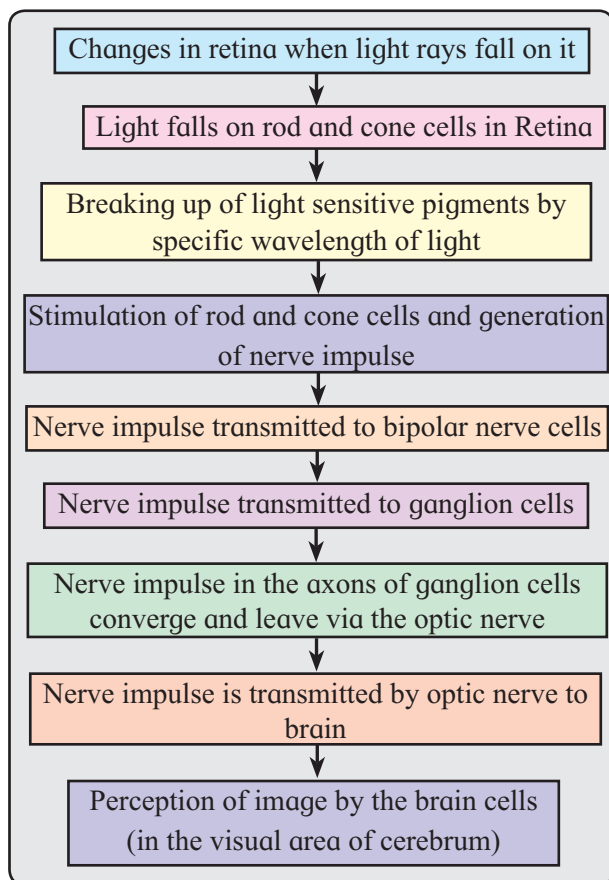 Changes in retina when light rays fall on it
Light falls on rod and cone cells in Retina
Breaking up of light sensitive pigments by
specific wavelength of light
Stimulation of rod and cone cells and generation
of nerve impulse
Nerve impulse transmitted to bipolar nerve cells
Nerve impulse transmitted to ganglion cells
Nerve impulse in the axons of ganglion cells
converge and leave via the optic nerve
Nerve impulse is transmitted by optic nerve to
brain
Perception of image by the brain cells
(in the visual area of cerebrum)